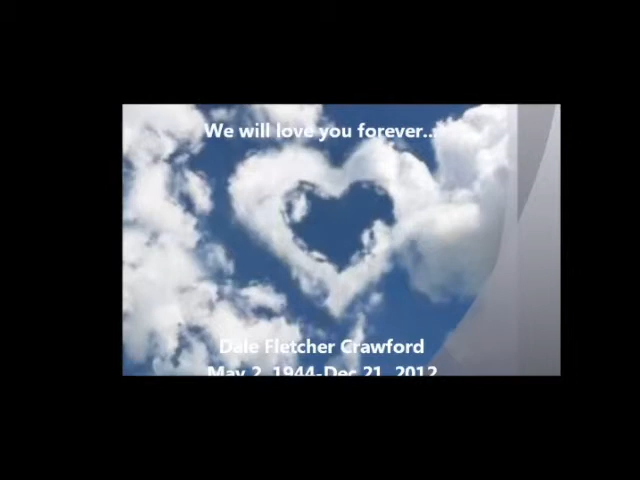 We will love you forever...
Dale Fletcher Crawford
May 2, 1944-Dec 21, 2012